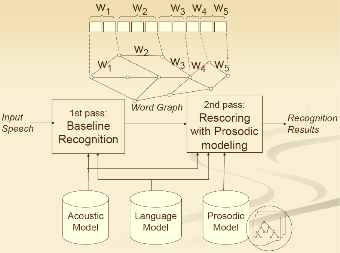 W1 W2 W3 W4 W5
W2
W1 W3 W4 W5
Word Graph
Input
Speech
1st pass:
Baseline
Recognition
2nd pass:
Rescoring
with Prosodic
modeling
Recognition
Results
Acoustic
Model
Language
Model
Prosodic
Model